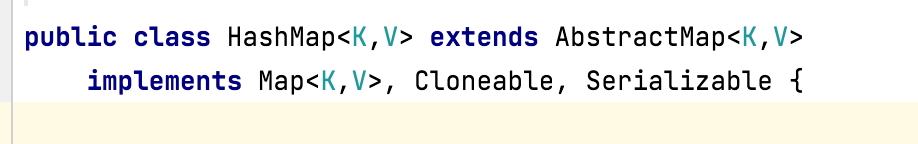 public class HashMap<K,V> extends AbstractMap<K,V>
implements Map<K,V>, Cloneable, Serializable {